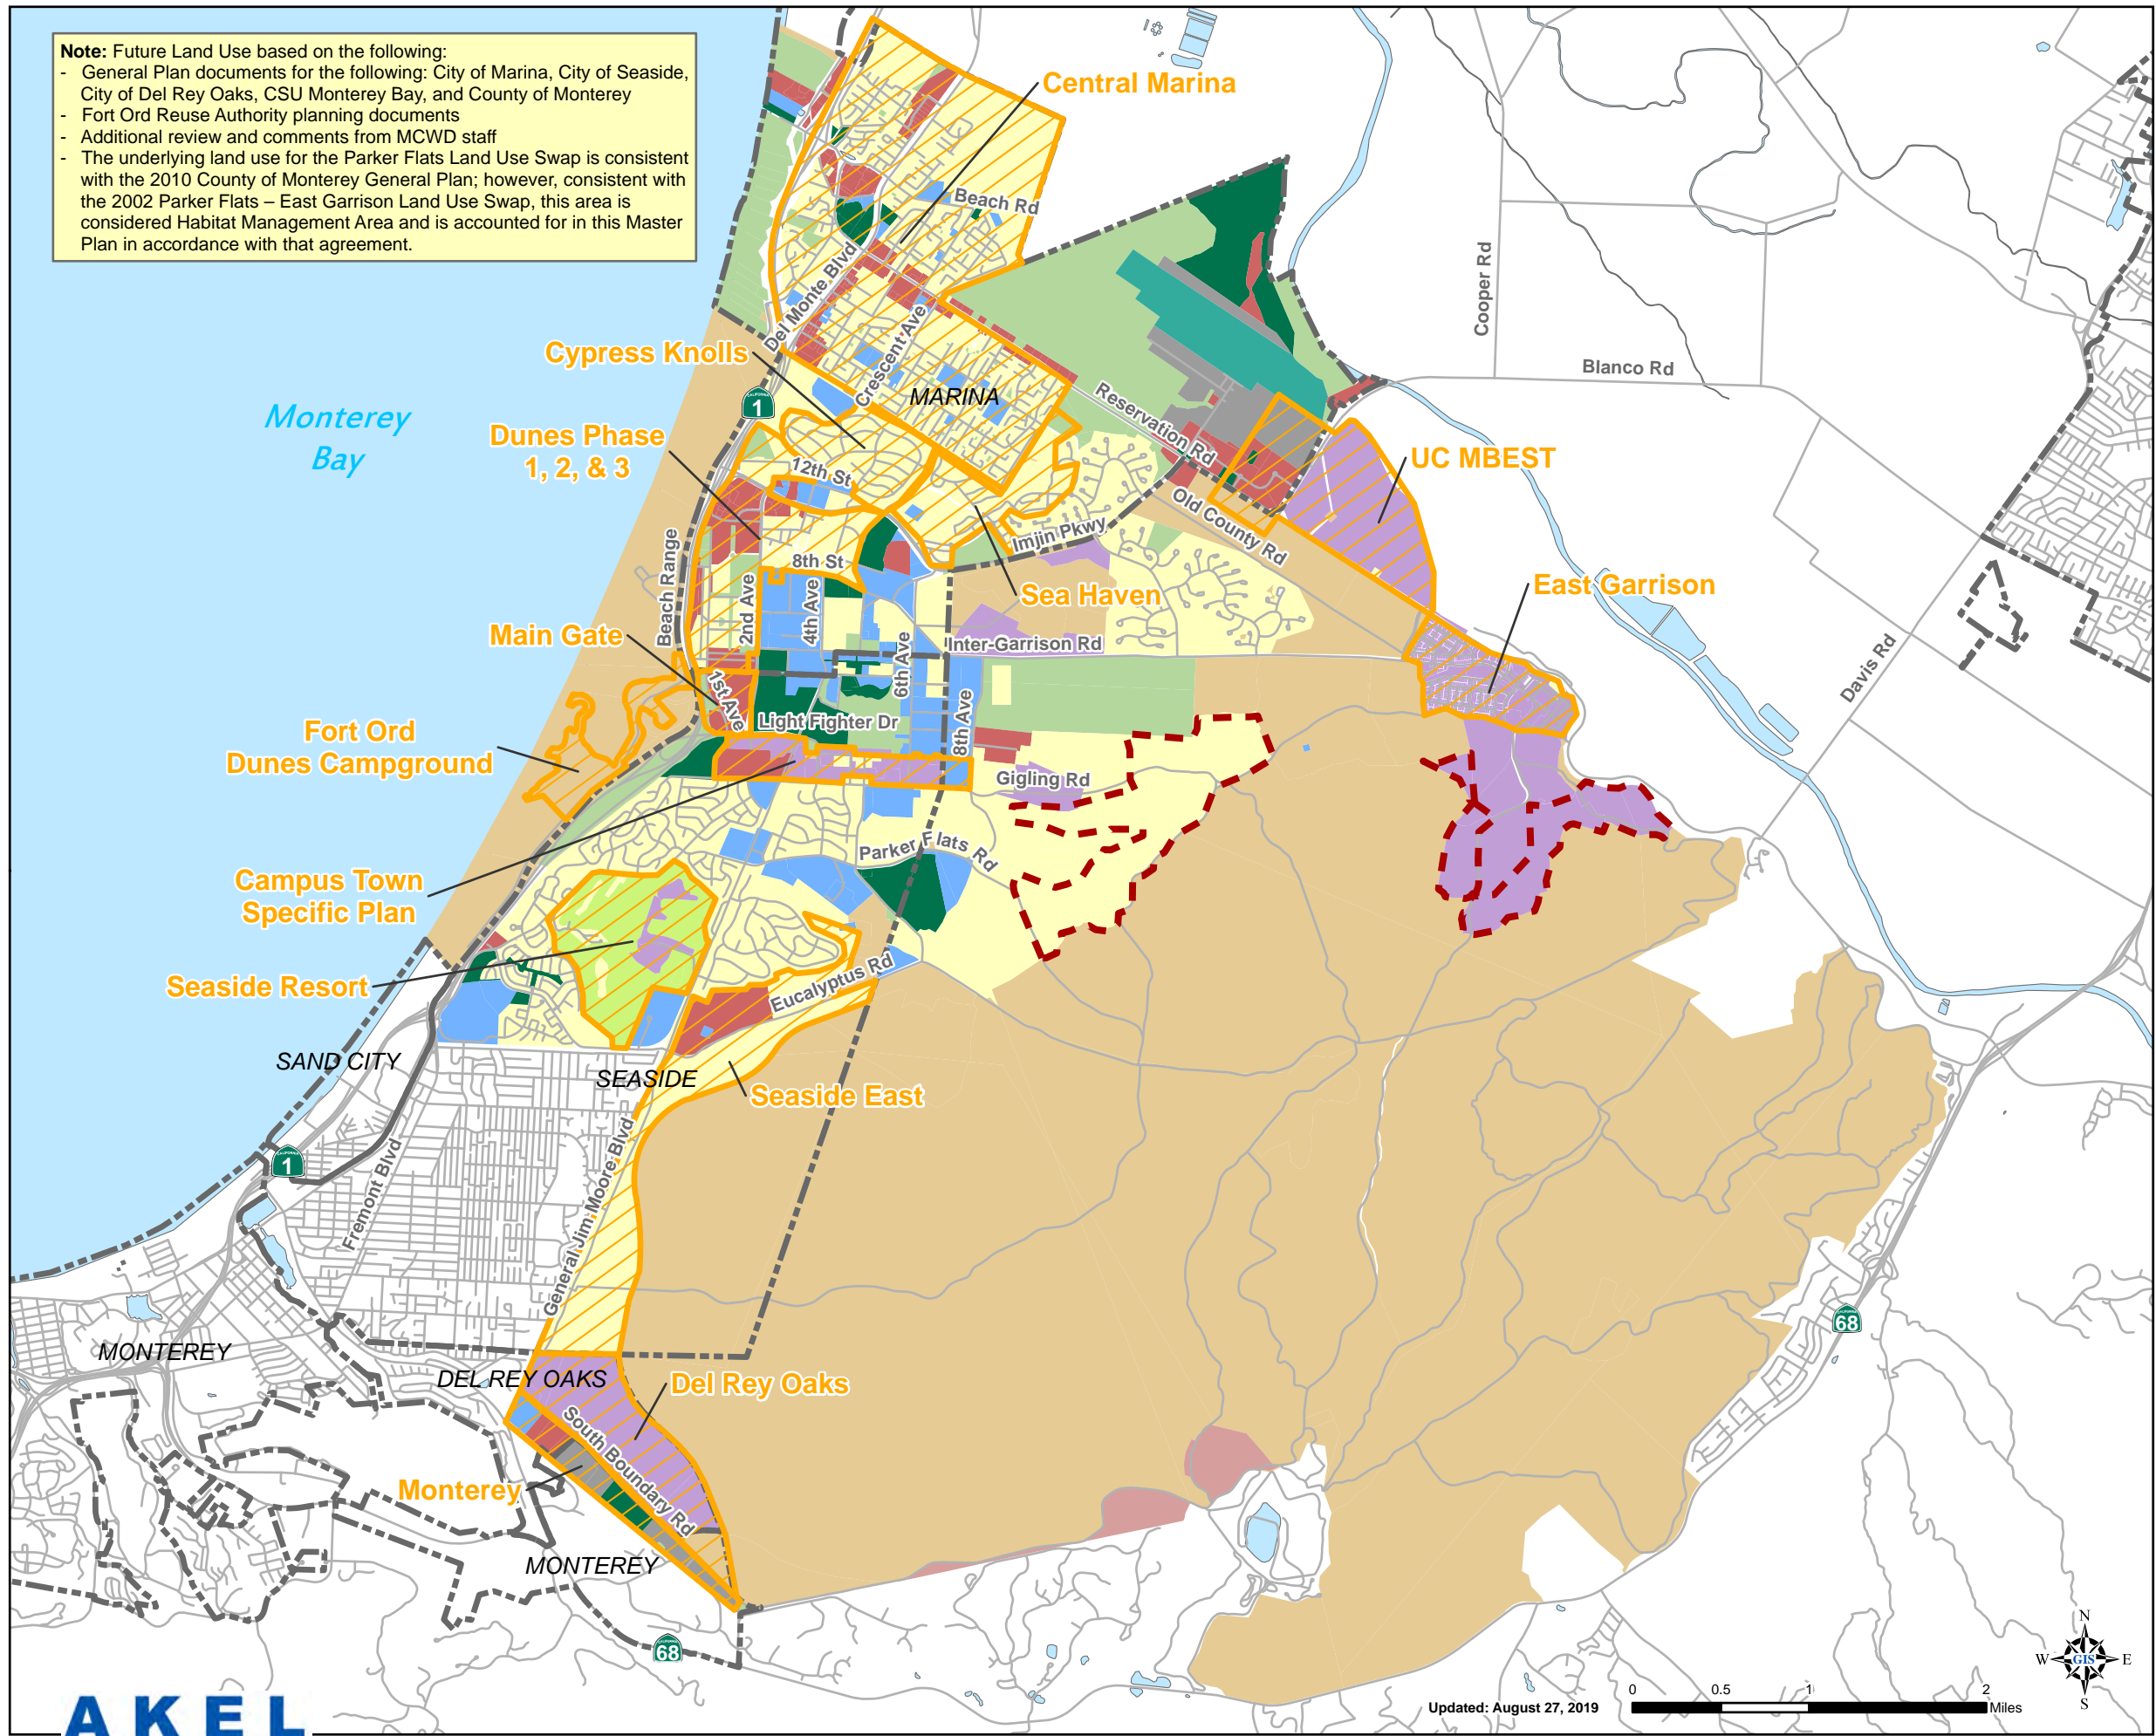 Note: Future Land Use based on the following:
- General Plan documents for the following: City of Marina, City of Seaside,
City of Del Rey Oaks, CSU Monterey Bay, and County of Monterey
- Fort Ord Reuse Authority planning documents
- Additional review and comments from MCWD staff
- The underlying land use for the Parker Flats Land Use Swap is consistent
with the 2010 County of Monterey General Plan; however, consistent with
the 2002 Parker Flats – East Garrison Land Use Swap, this area is
considered Habitat Management Area and is accounted for in this Master
Plan in accordance with that agreement.
Central Marina
Beach Rd
Del Monte Blvd
Cooper Rd
Cypress Knolls
Crescent Ave
Blanco Rd
MARINA
CALIFORNIA
1
Monterey
Bay
Reservation Rd
Dunes Phase
1, 2, & 3
12th St
UC MBEST
Old County Rd
Imjin Pkwy
Beach Range
8th St
Sea Haven
East Garrison
2nd Ave
4th Ave
Main Gate
6th Ave
Inter-Garrison Rd
Davis Rd
1st Ave
8th Ave
Light Fighter Dr
Fort Ord
Dunes Campground
Gigling Rd
Parker Flats Rd
Campus Town
Specific Plan
Seaside Resort
Eucalyptus Rd
SAND CITY
SEASIDE
Seaside East
CALIFORNIA
1
Fremont Blvd
General Jim Moore Blvd
CALIFORNIA
68
MONTEREY
DEL REY OAKS
Del Rey Oaks
South Boundary Rd
Monterey
MONTEREY
CALIFORNIA
68
N
W GIS E
S
AKEL
Updated: August 27, 2019
0 0.5 1 2
Miles